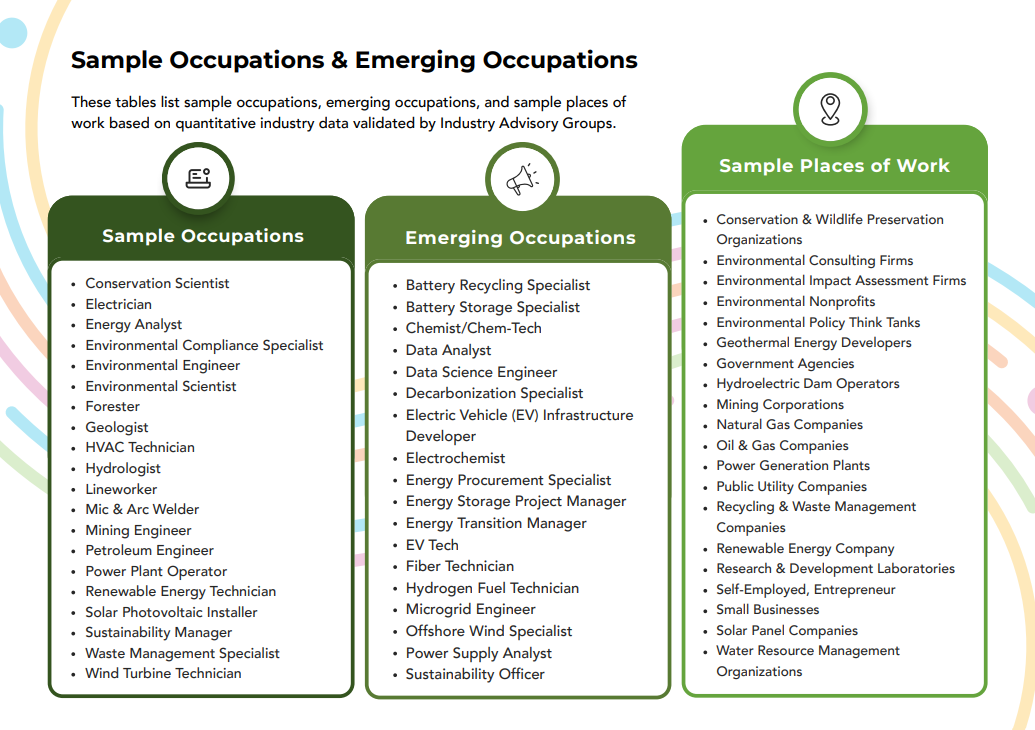 Sample Occupations & Emerging Occupations
These tables list sample occupations, emerging occupations, and sample places of
work based on quantitative industry data validated by Industry Advisory Groups.
Sample Occupations
• Conservation Scientist
• Electrician
• Energy Analyst
• Environmental Compliance Specialist
• Environmental Engineer
• Environmental Scientist
• Forester
• Geologist
• HVAC Technician
• Hydrologist
• Lineworker
• Mic & Arc Welder
• Mining Engineer
• Petroleum Engineer
• Power Plant Operator
• Renewable Energy Technician
• Solar Photovoltaic Installer
• Sustainability Manager
• Waste Management Specialist
• Wind Turbine Technician
Emerging Occupations
• Battery Recycling Specialist
• Battery Storage Specialist
• Chemist/Chem-Tech
• Data Analyst
• Data Science Engineer
• Decarbonization Specialist
• Electric Vehicle (EV) Infrastructure
Developer
• Electrochemist
• Energy Procurement Specialist
• Energy Storage Project Manager
• Energy Transition Manager
• EV Tech
• Fiber Technician
• Hydrogen Fuel Technician
• Microgrid Engineer
• Offshore Wind Specialist
• Power Supply Analyst
• Sustainability Officer
Sample Places of Work
• Conservation & Wildlife Preservation
Organizations
• Environmental Consulting Firms
• Environmental Impact Assessment Firms
• Environmental Nonprofits
• Environmental Policy Think Tanks
• Geothermal Energy Developers
• Government Agencies
• Hydroelectric Dam Operators
• Mining Corporations
• Natural Gas Companies
• Oil & Gas Companies
• Power Generation Plants
• Public Utility Companies
• Recycling & Waste Management
Companies
• Renewable Energy Company
• Research & Development Laboratories
• Self-Employed, Entrepreneur
• Small Businesses
• Solar Panel Companies
• Water Resource Management
Organizations